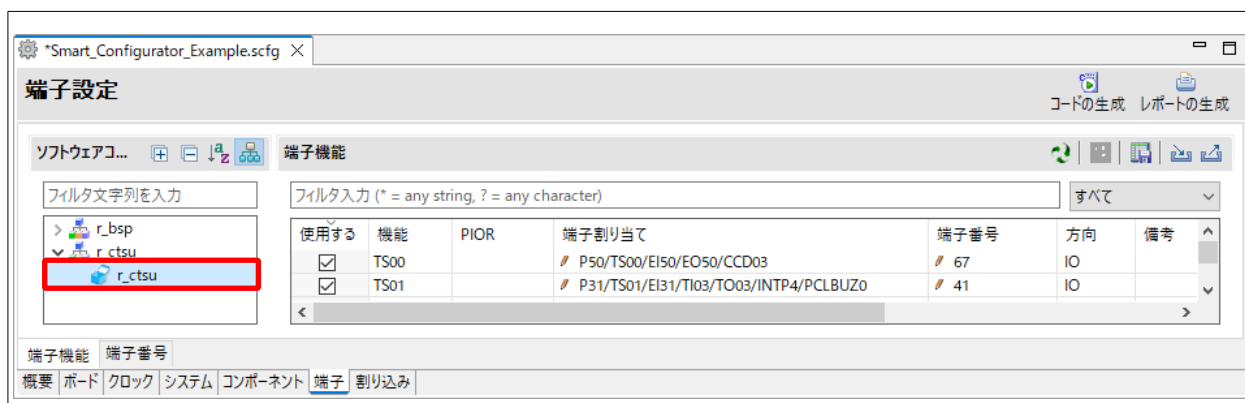 *Smart_Configurator_Example.scfg
端子設定
コードの生成 レポートの生成
ソフトウェアコ...
端子機能
フィルタ文字列を入力
フィルタ入力 (* = any string, ? = any character)
すべて
r_bsp
r_ctsu
r_ctsu
使用する 機能 PIOR 端子割り当て 端子番号 方向 備考
TS00 P50/TS00/EI50/EO50/CCD03 67 IO
TS01 P31/TS01/EI31/TI03/TO03/INTP4/PCLBUZ0 41 IO
端子機能 端子番号
概要 ボード クロック システム コンポーネント 端子 割り込み